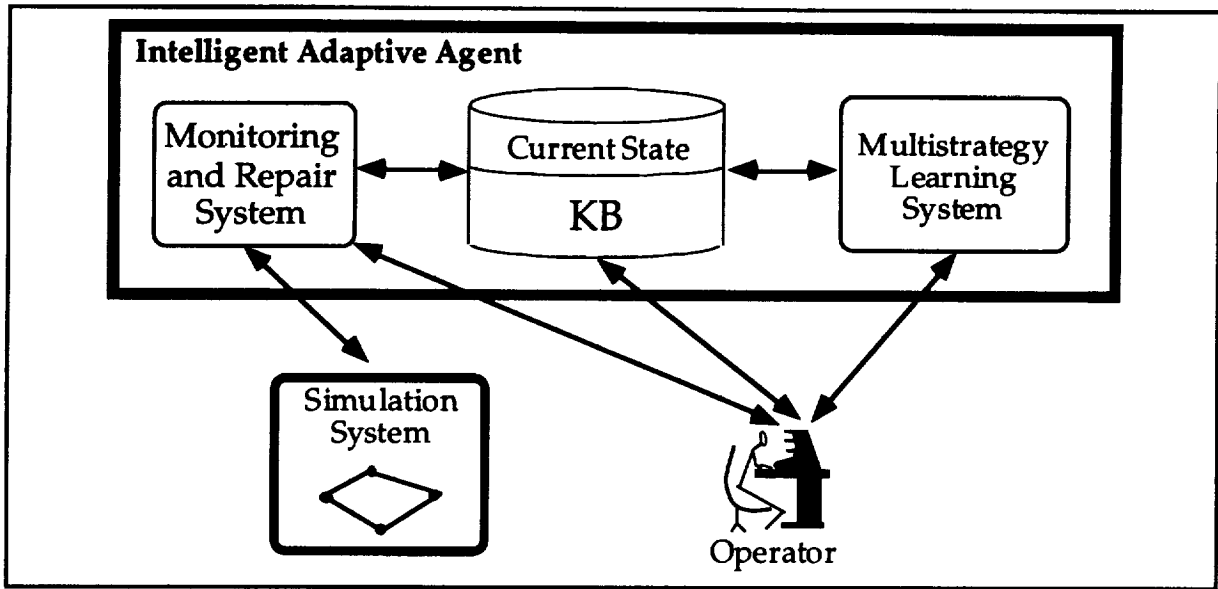 Intelligent Adaptive Agent
Monitoring
and Repair
System
Current State
KB
Multistrategy
Learning
System
Simulation
System
Operator